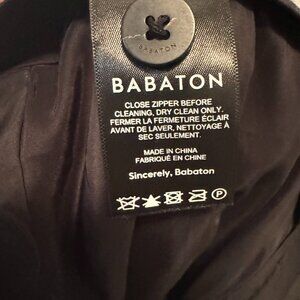 BABATON
BABATON
CLOSE ZIPPER BEFORE
CLEANING, DRY CLEAN ONLY.
FERMER LA FERMETURE ÉCLAIR
AVANT DE LAVER, NETTOYAGE À
SEC SEULEMENT.
MADE IN CHINA
FABRIQUÉ EN CHINE
Sincerely, Babaton
P